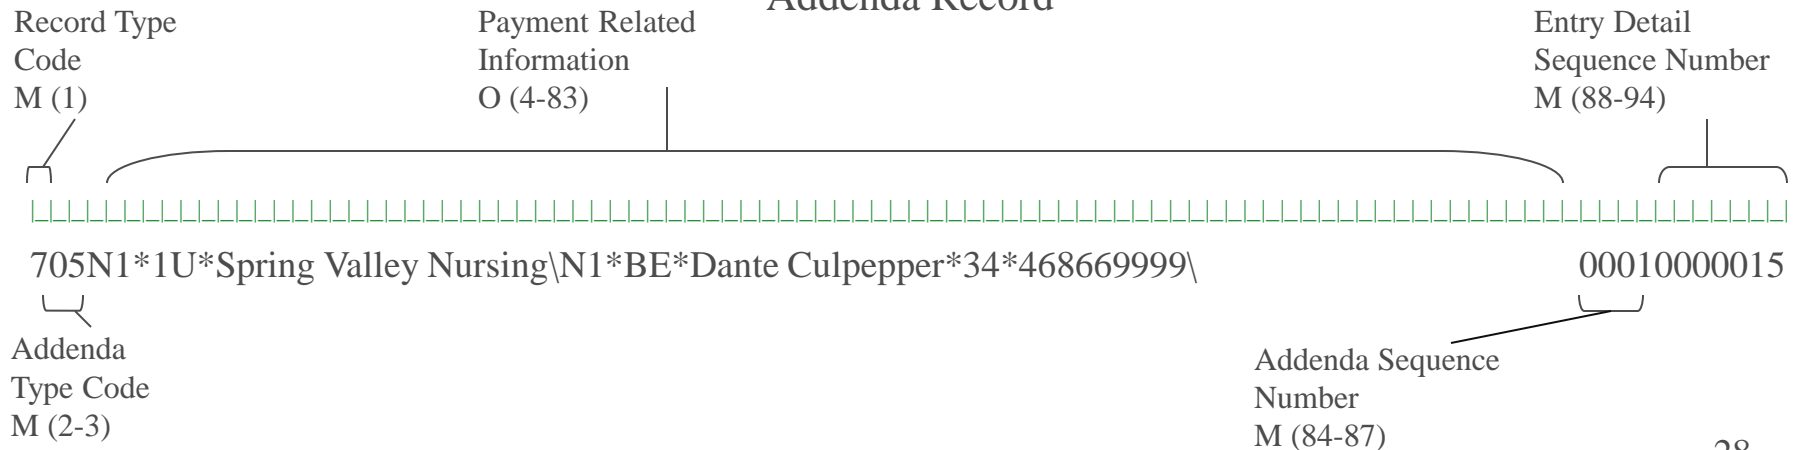 Addenda Record
Record Type
Code
M (1)
Payment Related
Information
O (4-83)
Entry Detail
Sequence Number
M (88-94)
705N1*1U*Spring Valley Nursing\N1*BE*Dante Culpepper*34*468669999\ 00010000015
Addenda
Type Code
M (2-3)
Addenda Sequence
Number
M (84-87)
28